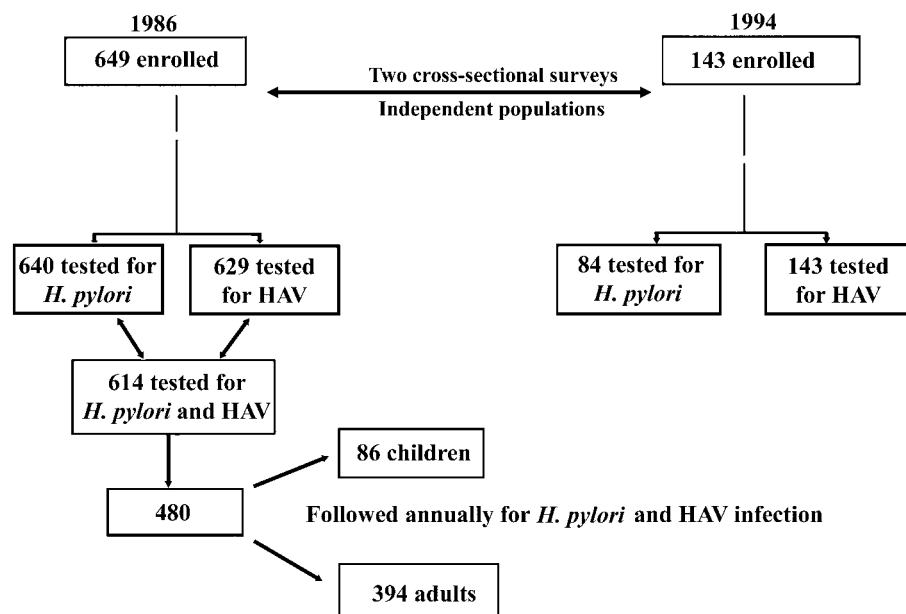 1986
649 enrolled
1994
143 enrolled
Two cross-sectional surveys
Independent populations
640 tested for
H. pylori
629 tested
for HAV
84 tested for
H. pylori
143 tested
for HAV
614 tested for
H. pylori and HAV
86 children
480
Followed annually for H. pylori and HAV infection
394 adults